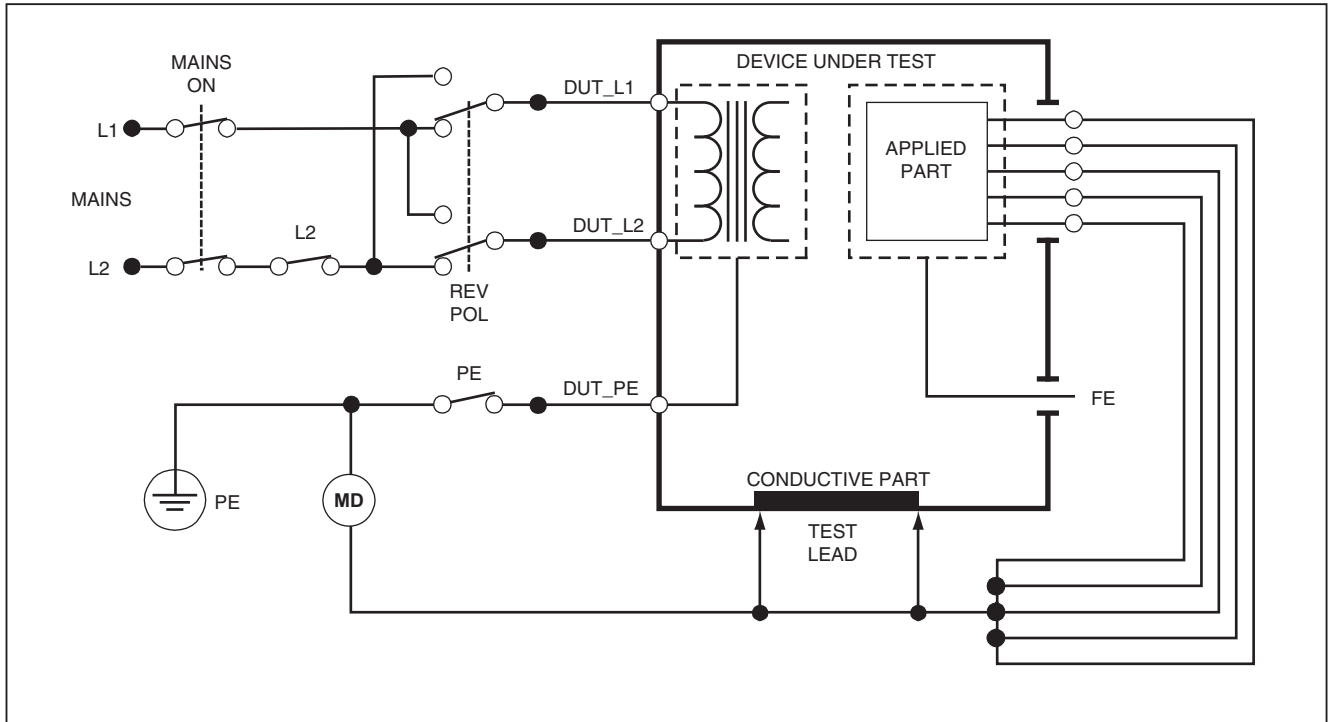 MAINS
ON
L1
MAINS
L2
L2
REV
POL
DUT_L1
DUT_L2
PE
DUT_PE
PE
MD
DEVICE UNDER TEST
APPLIED
PART
FE
CONDUCTIVE PART
TEST
LEAD